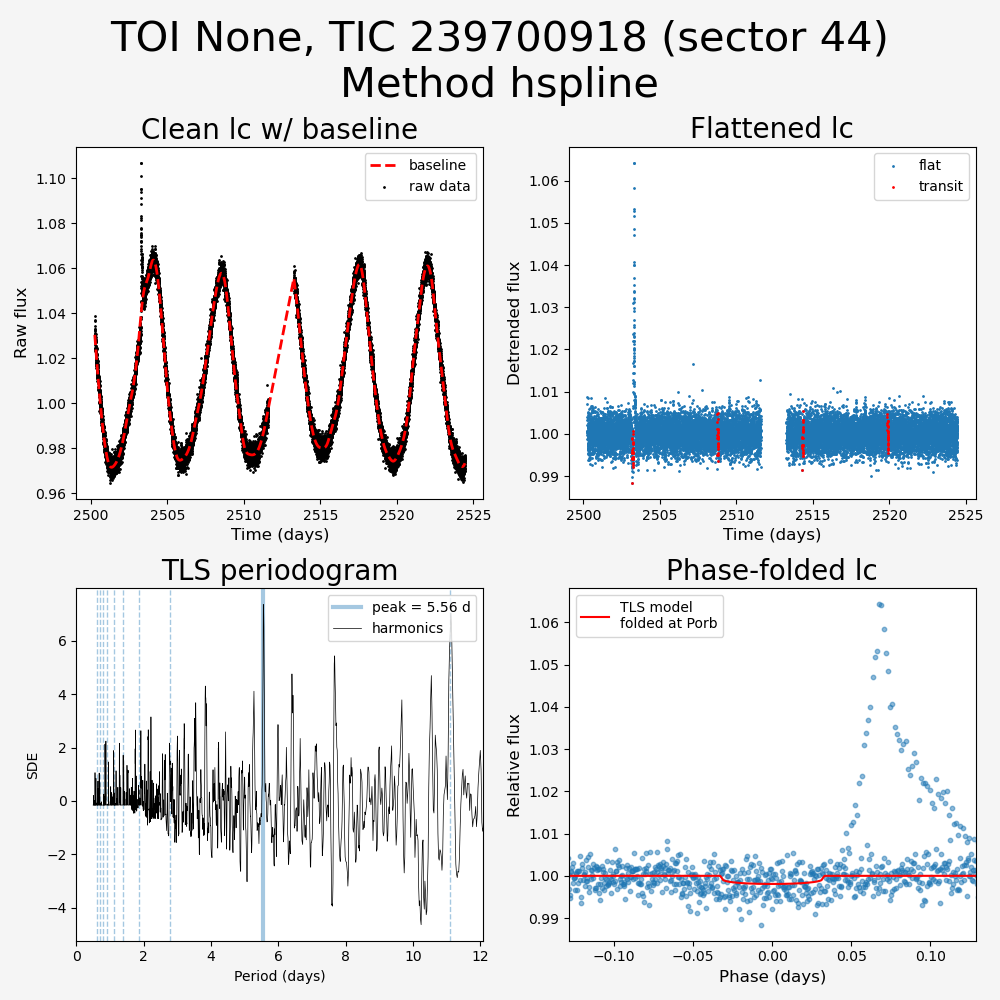 TOI None, TIC 239700918 (sector 44)
Method hspline
Clean lc w/ baseline
Raw flux
1.10
1.08
1.06
1.04
1.02
1.00
0.98
0.96
baseline
raw data
2500
2505
2510
2515
2520
2525
Time (days)
Flattened lc
Detrended flux
1.06
1.05
1.04
1.03
1.02
1.01
1.00
0.99
flat
transit
2500
2505
2510
2515
2520
2525
Time (days)
TLS periodogram
SDE
6
4
2
0
−2
−4
peak = 5.56 d
harmonics
0
2
4
6
8
10
12
Period (days)
Phase-folded lc
Relative flux
1.06
1.05
1.04
1.03
1.02
1.01
1.00
0.99
TLS model
folded at Porb
−0.10
−0.05
0.00
0.05
0.10
Phase (days)